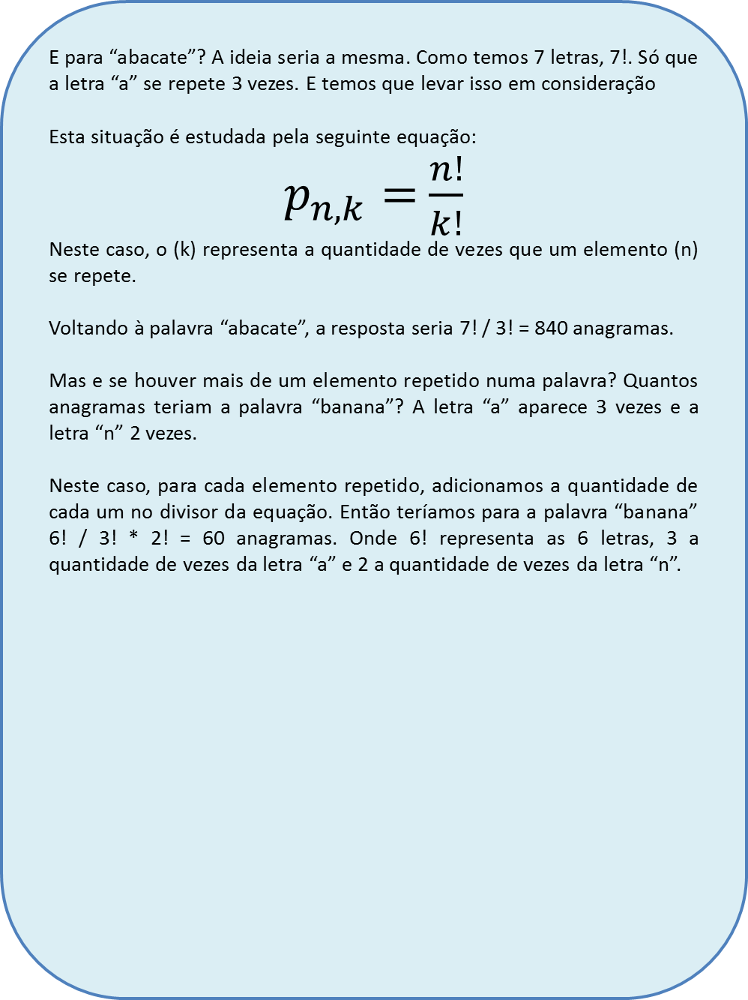 E para “abacate”? A ideia seria a mesma. Como temos 7 letras, 7!. Só que
a letra “a” se repete 3 vezes. E temos que levar isso em consideração
Esta situação é estudada pela seguinte equação:
p_{n,k} = \frac{n!}{k!}
Neste caso, o (k) representa a quantidade de vezes que um elemento (n)
se repete.
Voltando à palavra “abacate”, a resposta seria 7! / 3! = 840 anagramas.
Mas e se houver mais de um elemento repetido numa palavra? Quantos
anagramas teriam a palavra “banana”? A letra “a” aparece 3 vezes e a
letra “n” 2 vezes.
Neste caso, para cada elemento repetido, adicionamos a quantidade de
cada um no divisor da equação. Então teríamos para a palavra “banana”
6! / 3! * 2! = 60 anagramas. Onde 6! representa as 6 letras, 3 a
quantidade de vezes da letra “a” e 2 a quantidade de vezes da letra “n”.